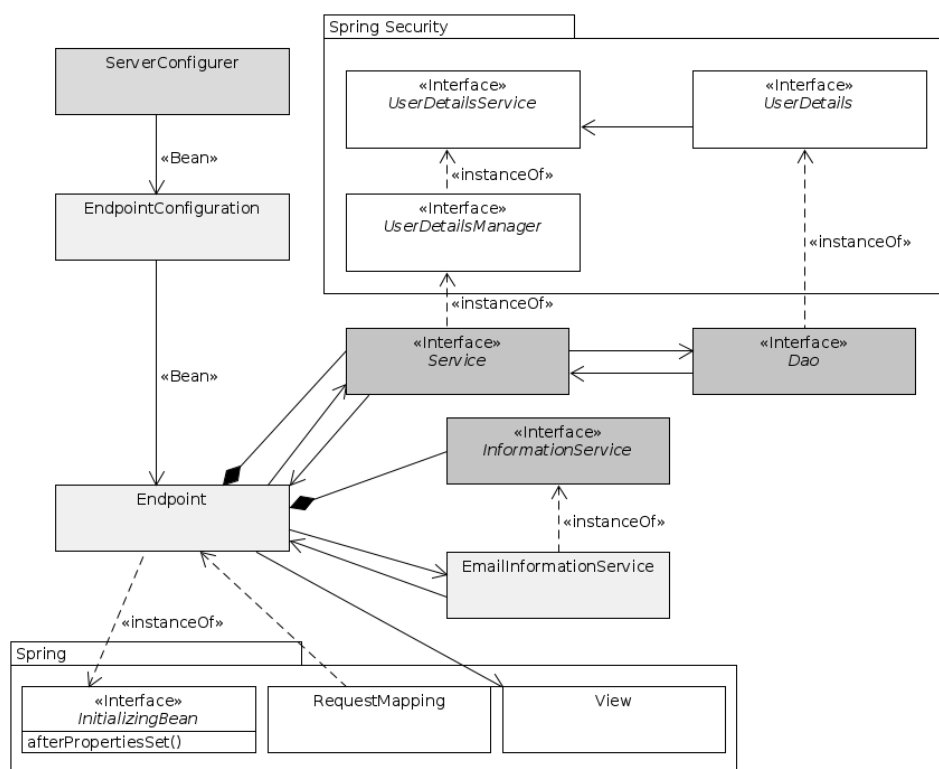 Spring Security
ServerConfigurer
«Interface»
UserDetailsService
«Interface»
UserDetails
«Bean»
«instanceOf»
EndpointConfiguration
«Interface»
UserDetailsManager
«instanceOf»
«instanceOf»
«Interface»
Service
«Interface»
Dao
«Bean»
«Interface»
InformationService
Endpoint
«instanceOf»
EmailInformationService
«instanceOf»
Spring
«Interface»
InitializingBean
afterPropertiesSet()
RequestMapping
View